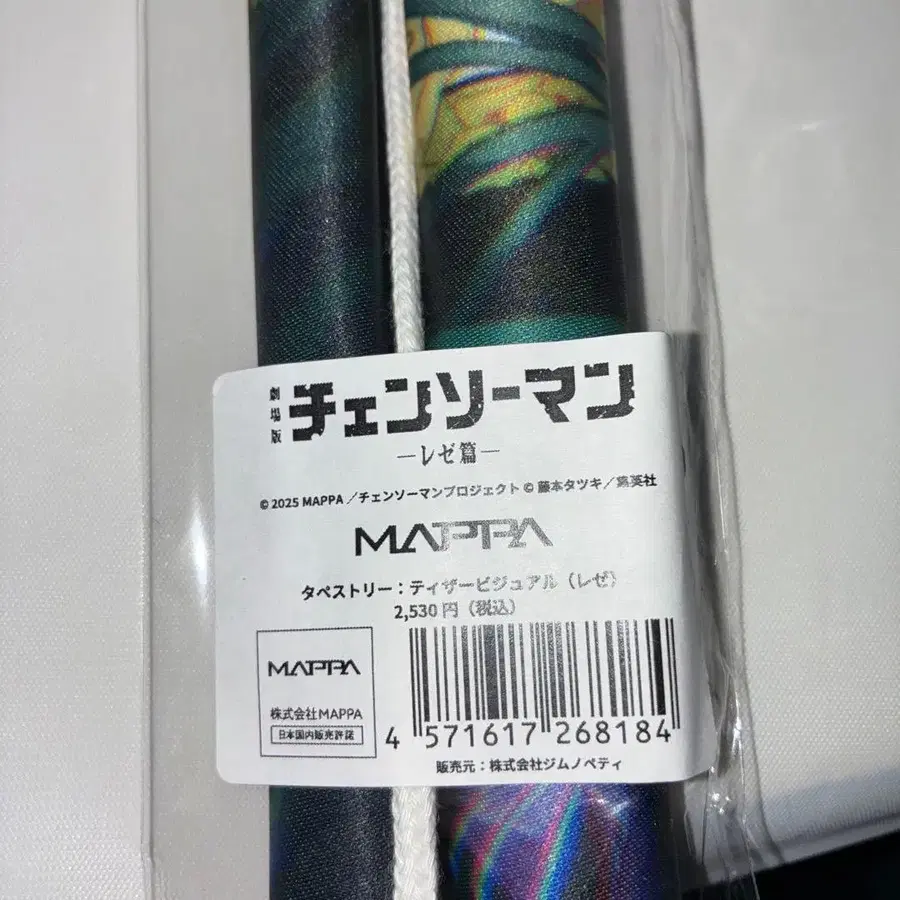 劇場版 チェンソーマン
―レゼ篇―
© 2025 MAPPA／チェンソーマンプロジェクト © 藤本タツキ／集英社
MAPPA
タペストリー：ティザービジュアル（レゼ）
2,530円（税込）
MAPPA
株式会社MAPPA
日本国内販売許諾
4 571617 268184
販売元：株式会社ジムノペティ